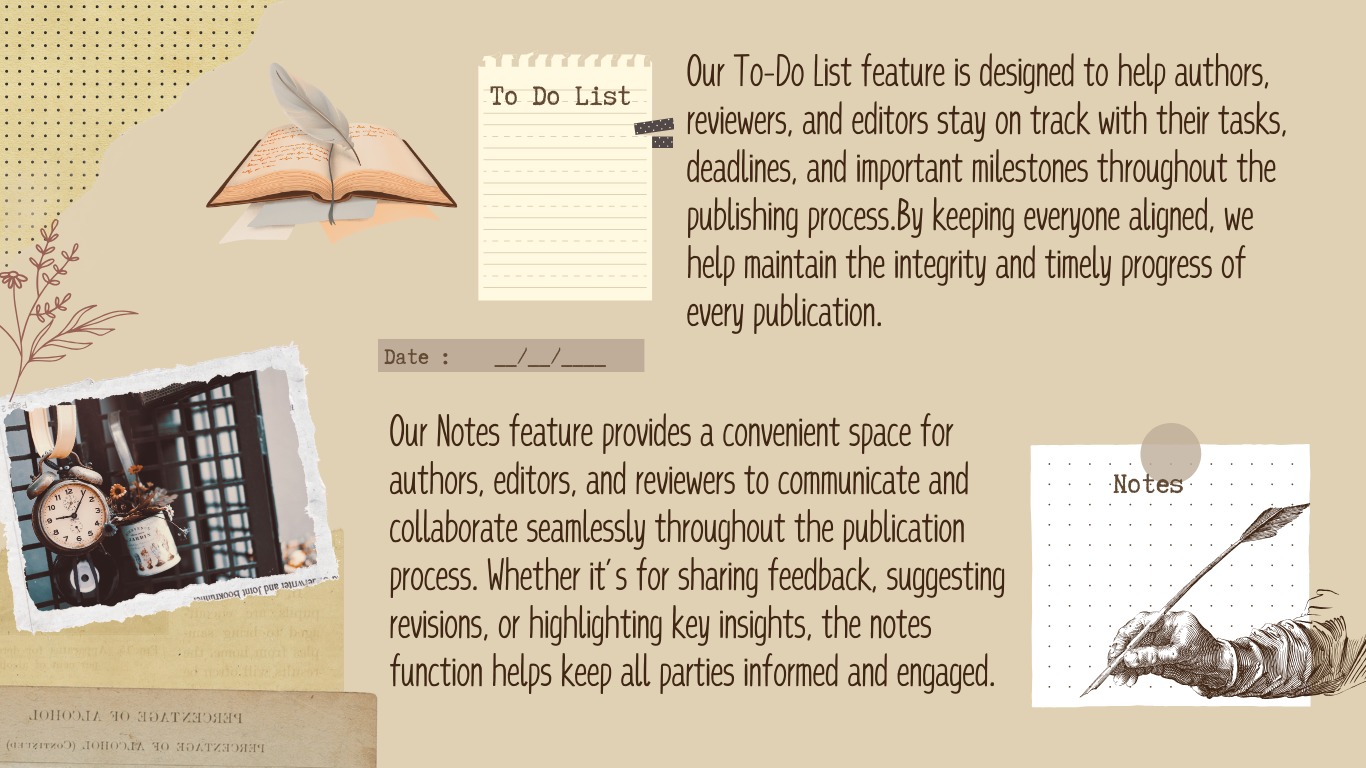 To Do List
Our To-Do List feature is designed to help authors,
reviewers, and editors stay on track with their tasks,
deadlines, and important milestones throughout the
publishing process.By keeping everyone aligned, we
help maintain the integrity and timely progress of
every publication.
Date : __/__/____
Our Notes feature provides a convenient space for
authors, editors, and reviewers to communicate and
collaborate seamlessly throughout the publication
process. Whether it's for sharing feedback, suggesting
revisions, or highlighting key insights, the notes
function helps keep all parties informed and engaged.
Notes
PERCENTAGE OF ALCOHOL
PERCENTAGE OF ALCOHOL (CONTINUED)